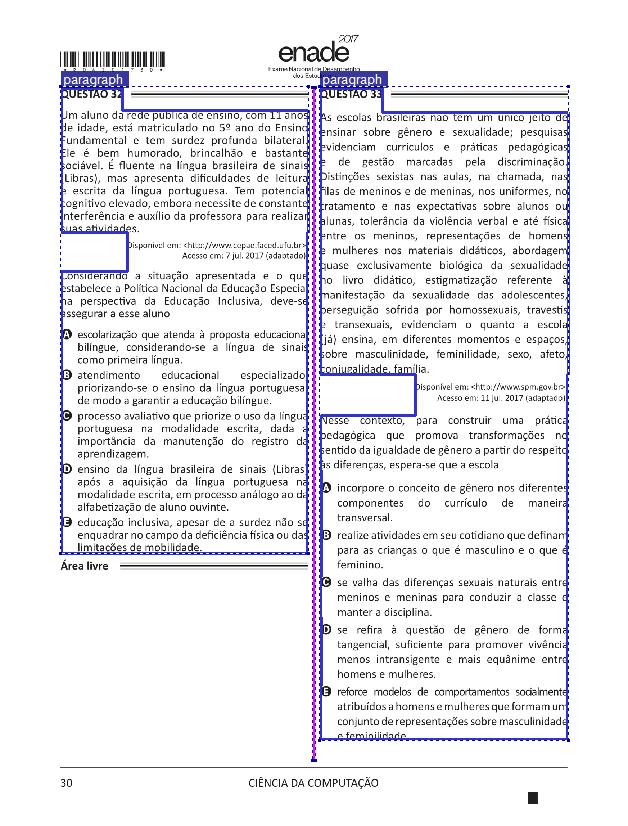 enade
2017
Exame Nacional de Desempenho
dos Estud
paragraph
paragraph
QUESTÃO 32
Um aluno da rede pública de ensino, com 11 anos
de idade, está matriculado no 5º ano do Ensino
Fundamental e tem surdez profunda bilateral.
Ele é bem humorado, brincalhão e bastante
sociável. É fluente na língua brasileira de sinais
(Libras), mas apresenta dificuldades de leitura
e escrita da língua portuguesa. Tem potencial
cognitivo elevado, embora necessite de constante
interferência e auxílio da professora para realizar
suas atividades.
Disponível em: <http://www.cepae.faced.ufu.br>
Acesso em: 7 jul. 2017 (adaptado)
Considerando a situação apresentada e o que
estabelece a Política Nacional da Educação Especial
na perspectiva da Educação Inclusiva, deve-se
assegurar a esse aluno
A escolarização que atenda à proposta educacional
bilíngue, considerando-se a língua de sinais
como primeira língua.
B atendimento educacional especializado
priorizando-se o ensino da língua portuguesa
de modo a garantir a educação bilíngue.
C processo avaliativo que priorize o uso da língua
portuguesa na modalidade escrita, dada a
importância da manutenção do registro da
aprendizagem.
D ensino da língua brasileira de sinais (Libras)
após a aquisição da língua portuguesa na
modalidade escrita, em processo análogo ao da
alfabetização de aluno ouvinte.
E educação inclusiva, apesar de a surdez não se
enquadrar no campo da deficiência física ou das
limitações de mobilidade.
Área livre
QUESTÃO 33
As escolas brasileiras não têm um único jeito de
ensinar sobre gênero e sexualidade; pesquisas
evidenciam currículos e práticas pedagógicas
e de gestão marcadas pela discriminação.
Distinções sexistas nas aulas, na chamada, nas
filas de meninos e de meninas, nos uniformes, no
tratamento e nas expectativas sobre alunos ou
alunas, tolerância da violência verbal e até física
entre os meninos, representações de homens
e mulheres nos materiais didáticos, abordagem
quase exclusivamente biológica da sexualidade
no livro didático, estigmatização referente à
manifestação da sexualidade das adolescentes,
perseguição sofrida por homossexuais, travestis
e transexuais, evidenciam o quanto a escola
(já) ensina, em diferentes momentos e espaços,
sobre masculinidade, feminilidade, sexo, afeto,
conjugalidade, família.
Disponível em: <http://www.spm.gov.br>
Acesso em: 11 jul. 2017 (adaptado)
Nesse contexto, para construir uma prática
pedagógica que promova transformações no
sentido da igualdade de gênero a partir do respeito
às diferenças, espera-se que a escola
A incorpore o conceito de gênero nos diferentes
componentes do currículo de maneira
transversal.
B realize atividades em seu cotidiano que definam
para as crianças o que é masculino e o que é
feminino.
C se valha das diferenças sexuais naturais entre
meninos e meninas para conduzir a classe e
manter a disciplina.
D se refira à questão de gênero de forma
tangencial, suficiente para promover vivência
menos intransigente e mais equânime entre
homens e mulheres.
E reforce modelos de comportamentos socialmente
atribuídos a homens e mulheres que formam um
conjunto de representações sobre masculinidade
e feminilidade.
30
CIÊNCIA DA COMPUTAÇÃO